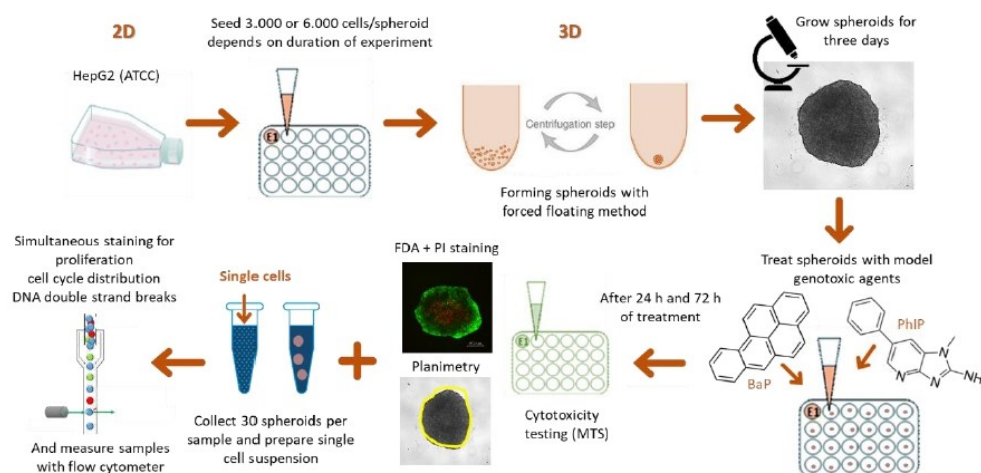 2D
HepG2 (ATCC)
Seed 3.000 or 6.000 cells/spheroid
depends on duration of experiment
E1
3D
Centrifugation step
Forming spheroids with
forced floating method
Grow spheroids for
three days
Treat spheroids with model
genotoxic agents
BaP
PhIP
N
N
N
NH
E1
After 24 h and 72 h
of treatment
E1
Cytotoxicity
testing (MTS)
FDA + PI staining
Planimetry
Single cells
Collect 30 spheroids per
sample and prepare single
cell suspension
Simultaneous staining for
proliferation
cell cycle distribution
DNA double strand breaks
And measure samples
with flow cytometer